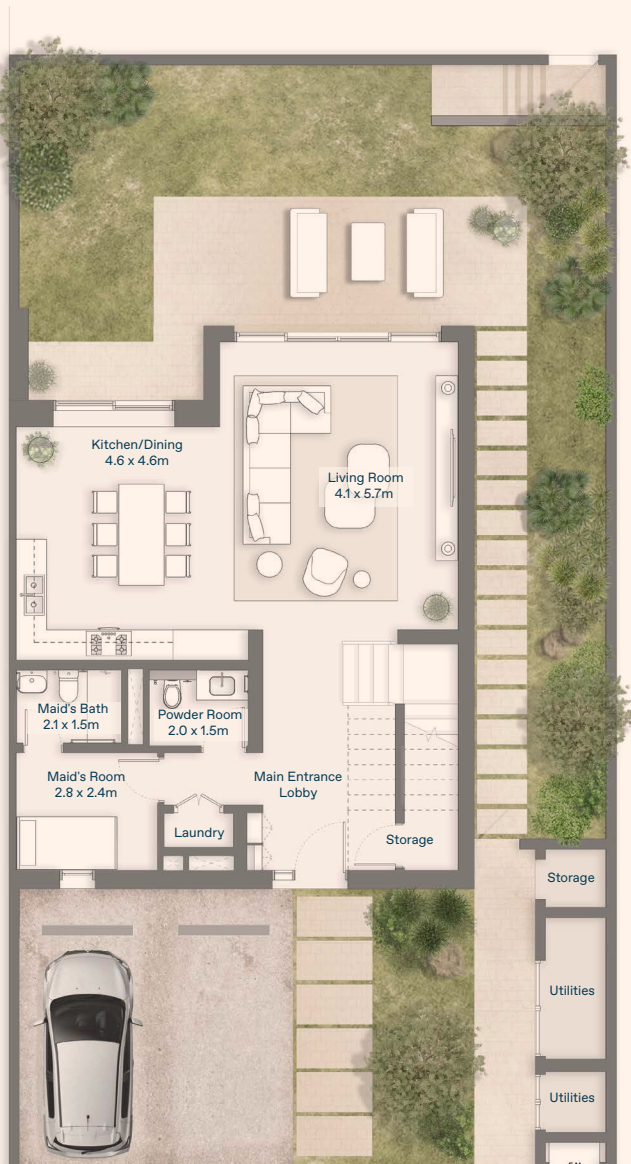 Kitchen/Dining
4.6 x 4.6m
Living Room
4.1 x 5.7m
Maid's Bath
2.1 x 1.5m
Powder Room
2.0 x 1.5m
Maid's Room
2.8 x 2.4m
Main Entrance
Lobby
Laundry
Storage
Storage
Utilities
Utilities